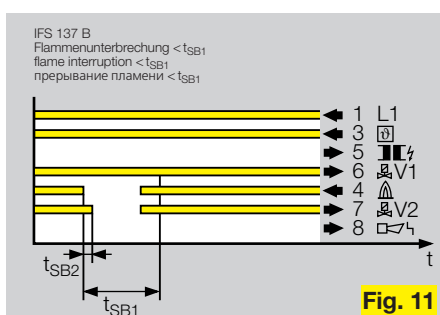 IFS 137 B
Flammenunterbrechung < tSB1
flame interruption < tSB1
прерывание пламени < tSB1
1 L1
3 ϑ
5
6 V1
4
7 V2
8
t
tSB2
tSB1
Fig. 11